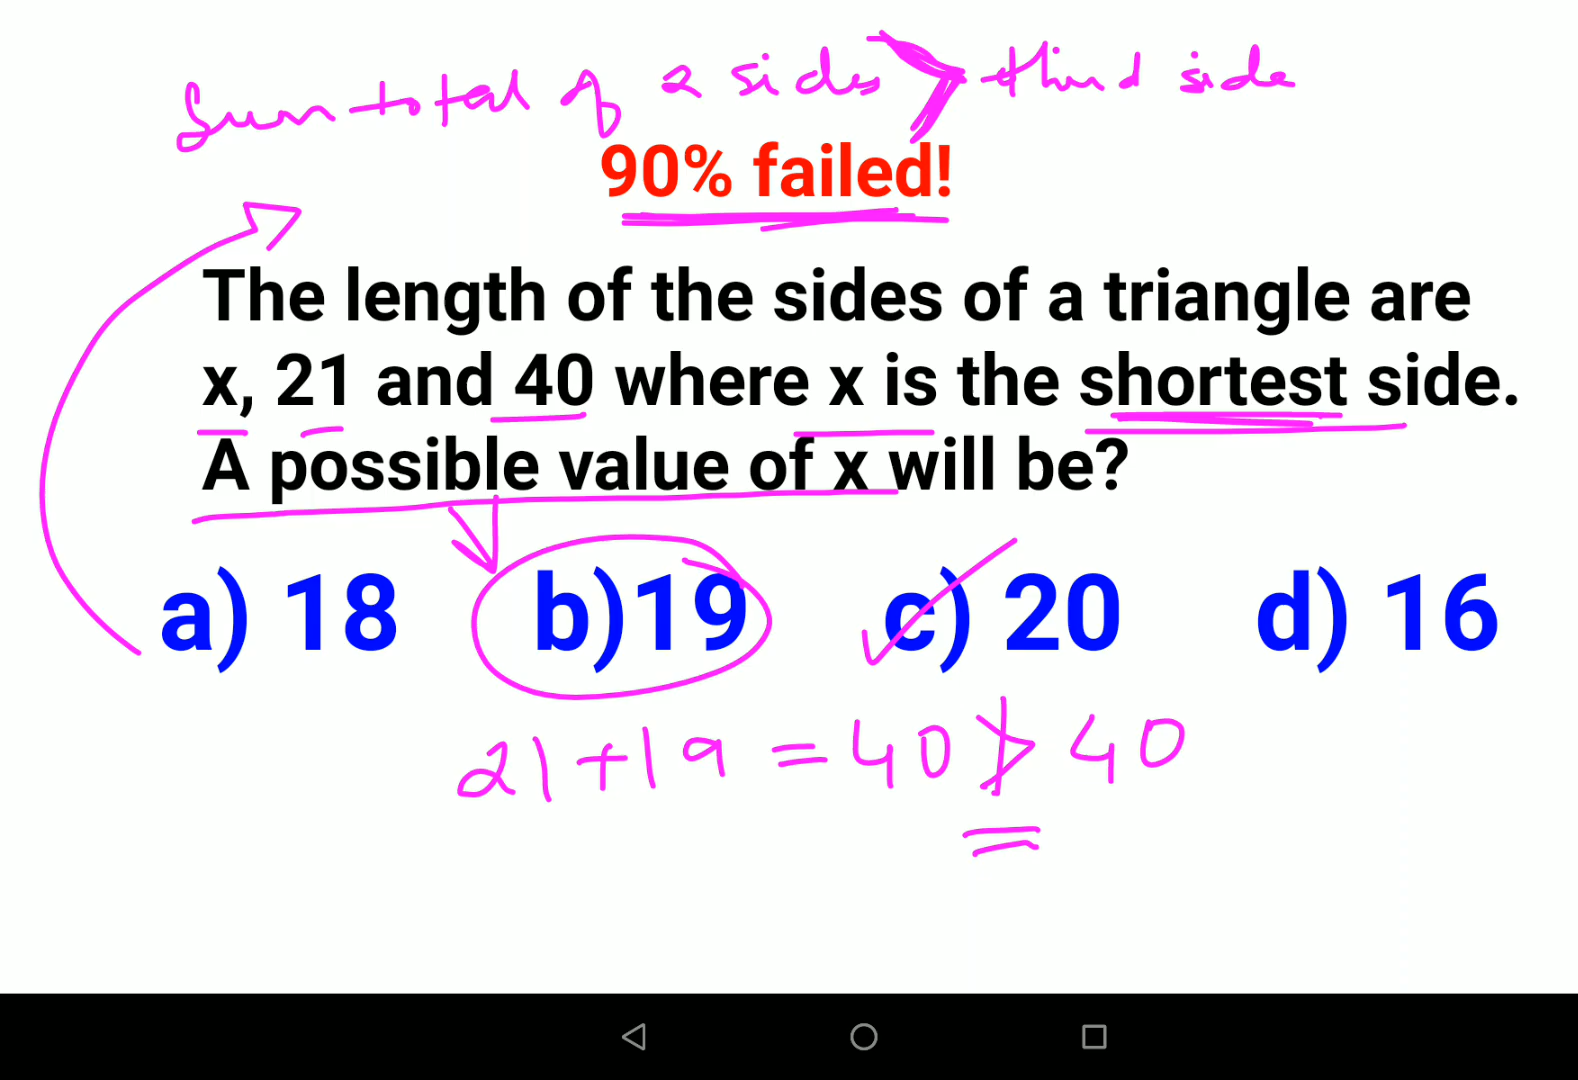 Sum total of 2 sides > third side
90% failed!
The length of the sides of a triangle are
x, 21 and 40 where x is the shortest side.
A possible value of x will be?
a) 18 b)19 c) 20 d) 16
21+19 = 40 ≯ 40